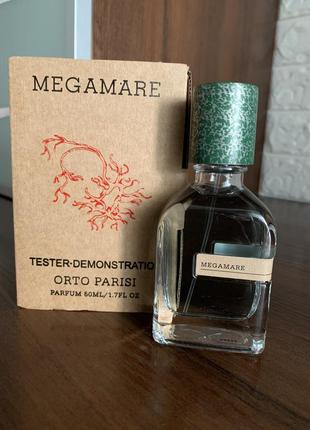 MEGAMARE
TESTER-DEMONSTRATIO
ORTO PARISI
PARFUM 50ML/1.7FL OZ
MEGAMARE